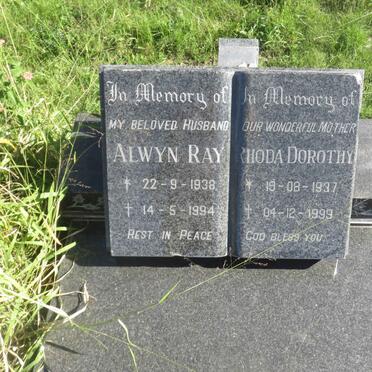 In Memory of
My Beloved Husband
Alwyn Ray
* 22-9-1938
† 14-5-1994
Rest in Peace
In Memory of
Our Wonderful Mother
Rhoda Dorothy
* 19-08-1937
† 04-12-1999
God Bless You